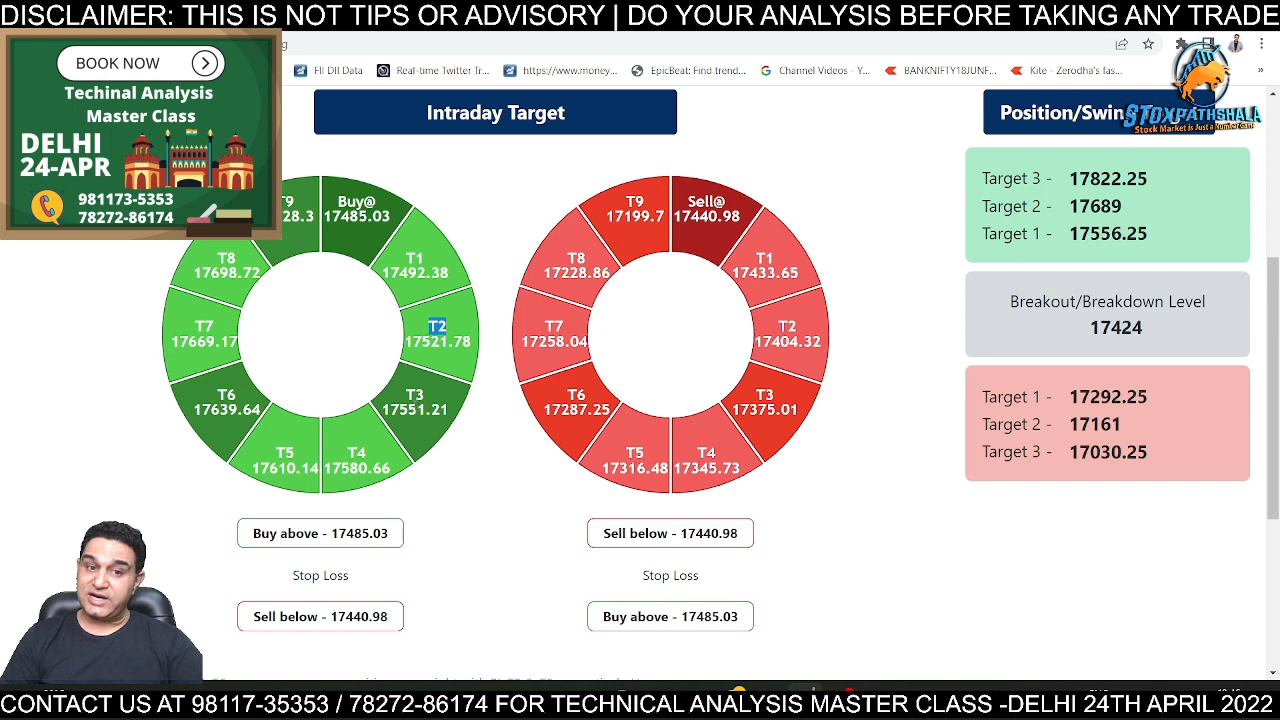 DISCLAIMER: THIS IS NOT TIPS OR ADVISORY | DO YOUR ANALYSIS BEFORE TAKING ANY TRADE
BOOK NOW
Techinal Analysis
Master Class
DELHI
24-APR
981173-5353
78272-86174
FII DII Data
Real-time Twitter Tr...
https://www.money...
EpicBeat: Find trend...
Channel Videos - Y...
BANKNIFTY18JUNF...
Kite - Zerodha's fas...
»
STOXPATHSHALA
Stock Market is Just a Number Game
Intraday Target
Position/Swin
28.3
Buy@
17485.03
T1
17492.38
T2
17521.78
T3
17551.21
T4
17580.66
T5
17610.14
T6
17639.64
T7
17669.17
T8
17698.72
T9
17199.7
Sell@
17440.98
T1
17433.65
T2
17404.32
T3
17375.01
T4
17345.73
T5
17316.48
T6
17287.25
T7
17258.04
T8
17228.86
Target 3 - 17822.25
Target 2 - 17689
Target 1 - 17556.25
Breakout/Breakdown Level
17424
Target 1 - 17292.25
Target 2 - 17161
Target 3 - 17030.25
Buy above - 17485.03
Stop Loss
Sell below - 17440.98
Sell below - 17440.98
Stop Loss
Buy above - 17485.03
CONTACT US AT 98117-35353 / 78272-86174 FOR TECHNICAL ANALYSIS MASTER CLASS -DELHI 24TH APRIL 2022